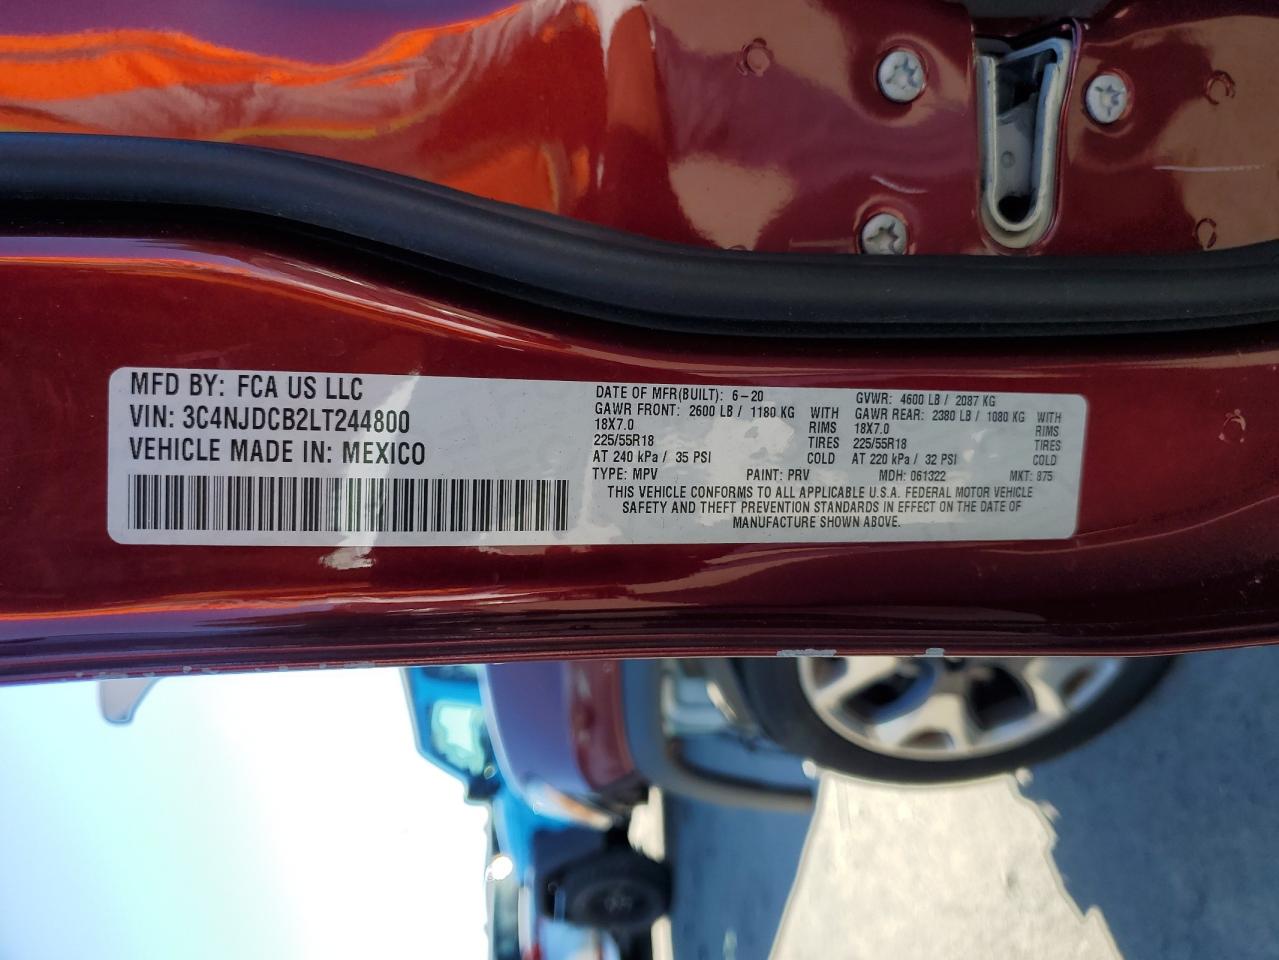 MFD BY: FCA US LLC
VIN: 3C4NJDCB2LT244800
VEHICLE MADE IN: MEXICO
DATE OF MFR(BUILT): 6-20 GVWR: 4600 LB / 2087 KG
GAWR FRONT: 2600 LB / 1180 KG WITH GAWR REAR: 2380 LB / 1080 KG WITH
18X7.0 RIMS 18X7.0 RIMS
225/55R18 TIRES 225/55R18 TIRES
AT 240 kPa / 35 PSI COLD AT 220 kPa / 32 PSI COLD
TYPE: MPV PAINT: PRV MDH: 061322 MKT: 875
THIS VEHICLE CONFORMS TO ALL APPLICABLE U.S.A. FEDERAL MOTOR VEHICLE
SAFETY AND THEFT PREVENTION STANDARDS IN EFFECT ON THE DATE OF
MANUFACTURE SHOWN ABOVE.